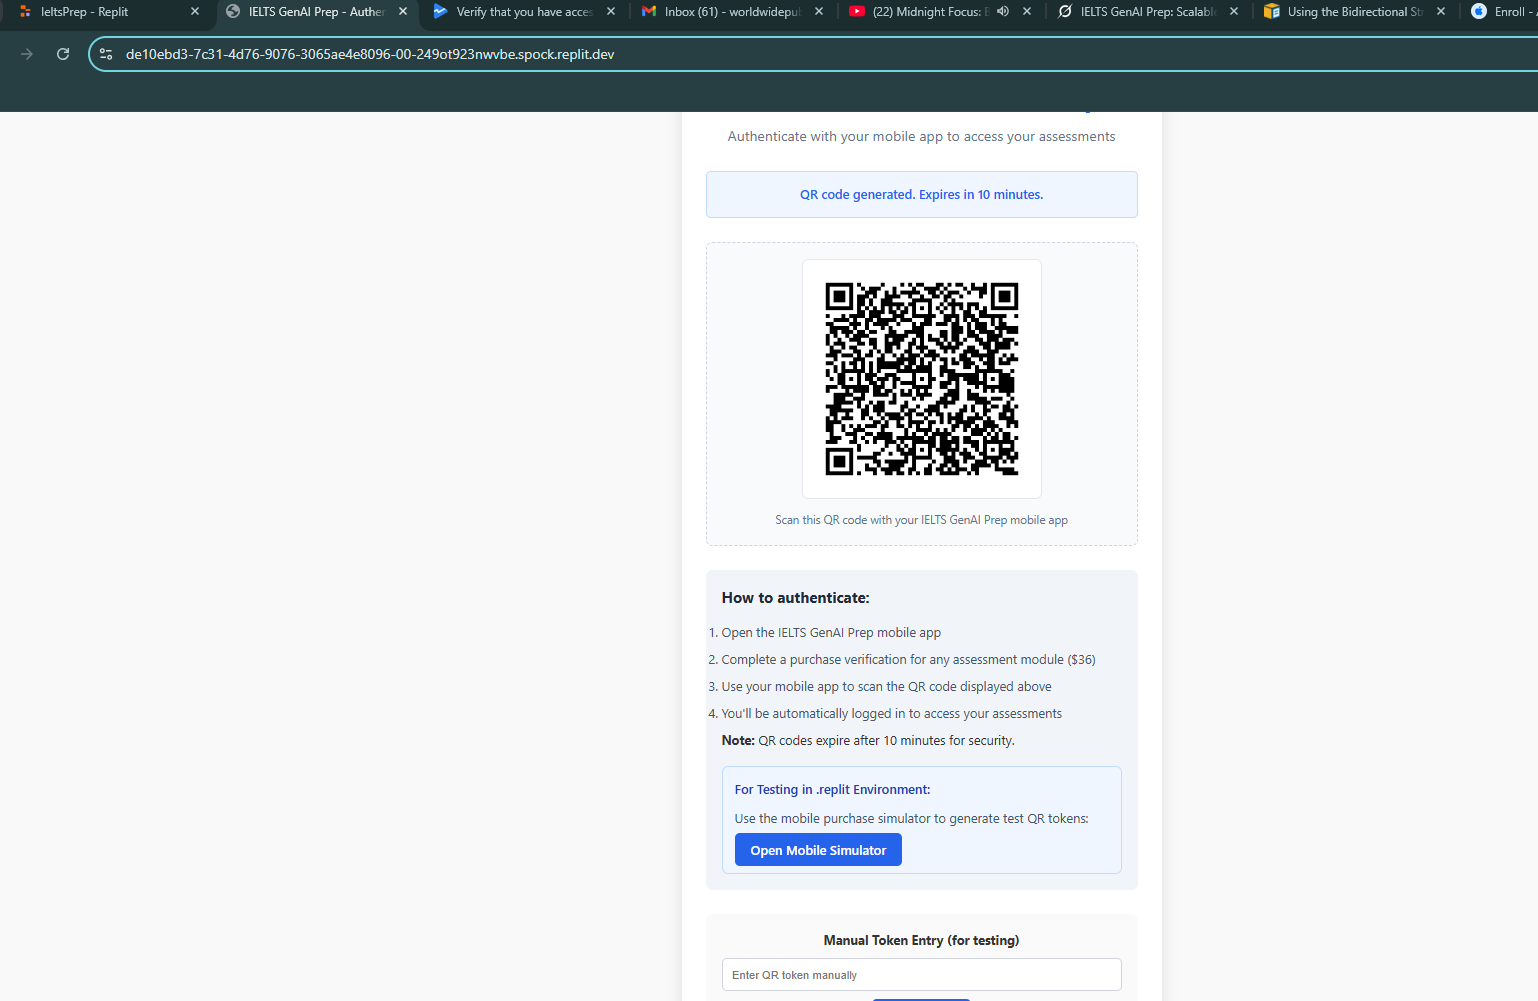 IeltsPrep - Replit
IELTS GenAI Prep - Auther
Verify that you have acces
Inbox (61) - worldwidepub
(22) Midnight Focus:
IELTS GenAI Prep: Scalabl
Using the Bidirectional St
Enroll -
de10ebd3-7c31-4d76-9076-3065ae4e8096-00-249ot923nwvbe.spock.replit.dev
Authenticate with your mobile app to access your assessments
QR code generated. Expires in 10 minutes.
Scan this QR code with your IELTS GenAI Prep mobile app
How to authenticate:
1. Open the IELTS GenAI Prep mobile app
2. Complete a purchase verification for any assessment module ($36)
3. Use your mobile app to scan the QR code displayed above
4. You'll be automatically logged in to access your assessments
Note: QR codes expire after 10 minutes for security.
For Testing in .replit Environment:
Use the mobile purchase simulator to generate test QR tokens:
Open Mobile Simulator
Manual Token Entry (for testing)
Enter QR token manually